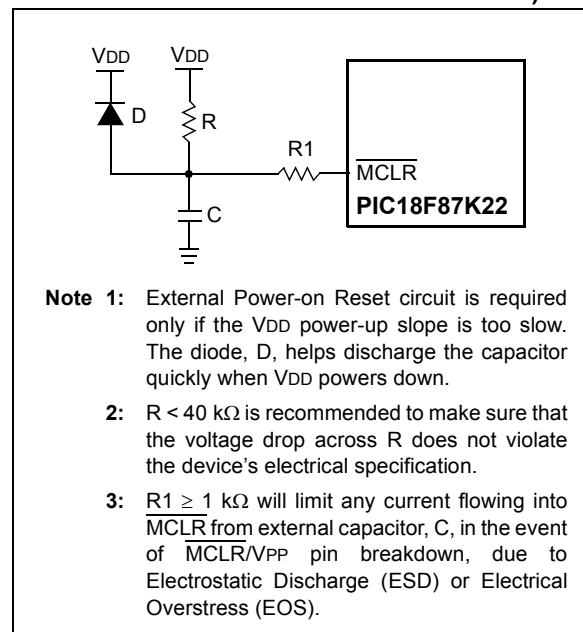 VDD VDD
D
R
R1
MCLR
PIC18F87K22
C
Note 1: External Power-on Reset circuit is required
only if the VDD power-up slope is too slow.
The diode, D, helps discharge the capacitor
quickly when VDD powers down.
2: R < 40 kΩ is recommended to make sure that
the voltage drop across R does not violate
the device's electrical specification.
3: R1 ≥ 1 kΩ will limit any current flowing into
MCLR from external capacitor, C, in the event
of MCLR/VPP pin breakdown, due to
Electrostatic Discharge (ESD) or Electrical
Overstress (EOS).